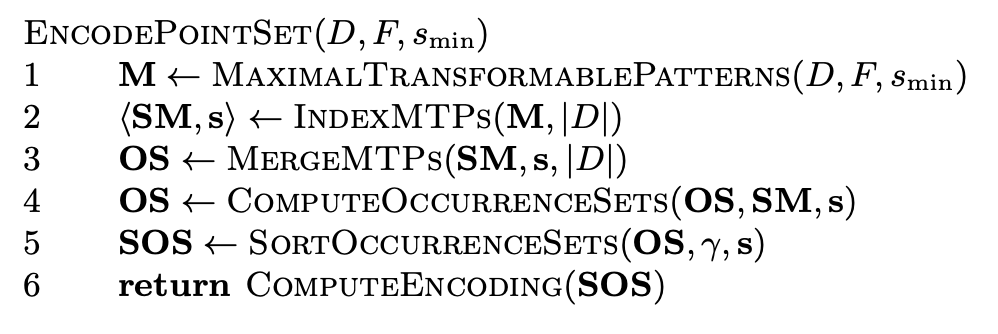 ENCODEPOINTSET(D, F, s_min)
1 M ← MAXIMALTRANSFORMABLEPATTERNS(D, F, s_min)
2 ⟨SM, s⟩ ← INDEXMTPS(M, |D|)
3 OS ← MERGEMTPS(SM, s, |D|)
4 OS ← COMPUTEOCCURRENCESETS(OS, SM, s)
5 SOS ← SORTOCCURRENCESETS(OS, γ, s)
6 return COMPUTEENCODING(SOS)